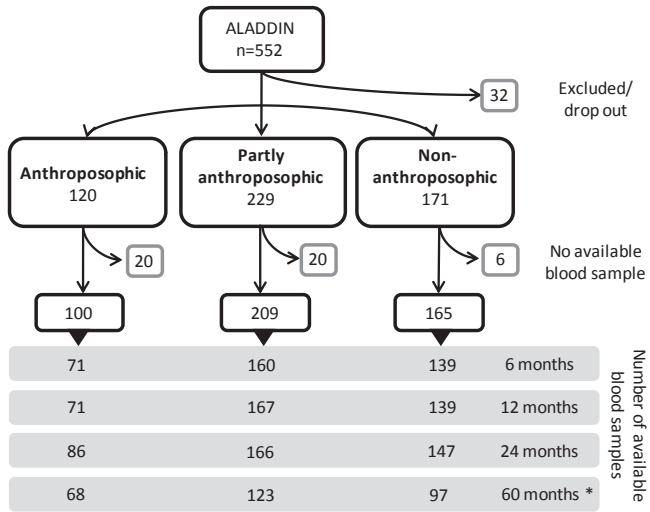 ALADDIN
n=552
32
Excluded/
drop out
Anthroposophic
120
Partly
anthroposophic
229
Non-
anthroposophic
171
20
20
6
No available
blood sample
100
209
165
71 160 139 6 months
71 167 139 12 months
86 166 147 24 months
68 123 97 60 months *
Number of available
blood samples